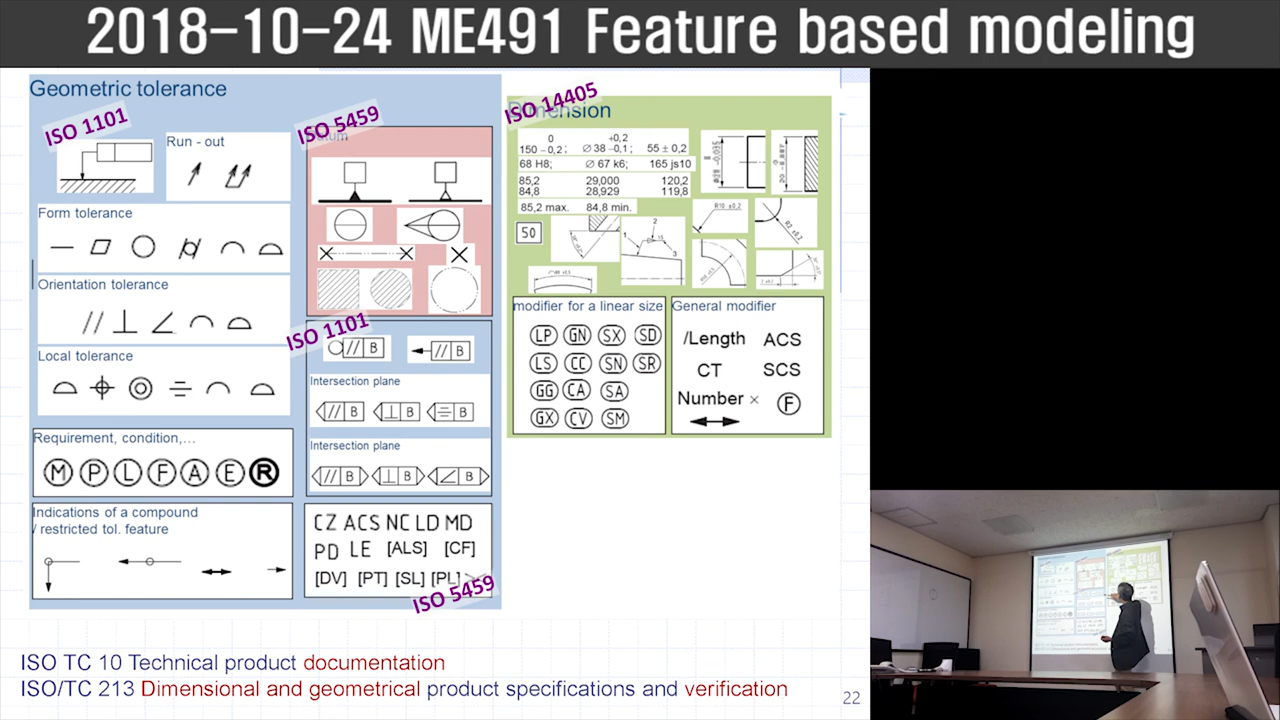 2018-10-24 ME491 Feature based modeling
Geometric tolerance
ISO 1101
Run - out
Form tolerance
Orientation tolerance
Local tolerance
Requirement, condition,…
M P L F A E R
Indications of a compound
/ restricted tol. feature
ISO 5459
ISO 1101
// B
// B
Intersection plane
// B
⊥ B
B
Intersection plane
// B
⊥ B
∠ B
CZ ACS NC LD MD
PD LE [ALS] [CF]
[DV] [PT] [SL] [PL]
ISO 5459
ISO 14405
Dimension
0 +0,2
150 – 0,2; ∅ 38 –0,1; 55 ± 0,2
68 H8; ∅ 67 k6; 165 js10
85,2 29,000 120,2
84,8 28,929 119,8
85,2 max. 84,8 min.
50
R10 ±0,2
1
2
3
modifier for a linear size
LP GN SX SD
LS CC SN SR
GG CA SA
GX CV SM
General modifier
/Length ACS
CT SCS
Number ×
F
ISO TC 10 Technical product documentation
ISO/TC 213 Dimensional and geometrical product specifications and verification
22